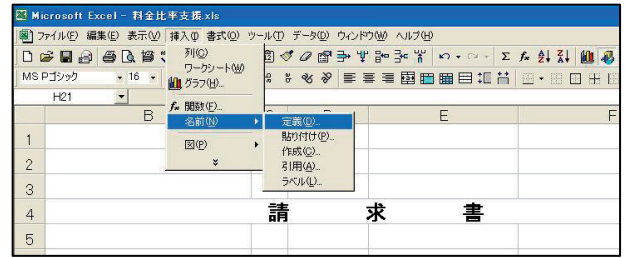 Microsoft Excel - 料金比率支援.xls
ファイル(F) 編集(E) 表示(V) 挿入(I) 書式(O) ツール(T) データ(D) ウィンドウ(W) ヘルプ(H)
列(C)
ワークシート(W)
MS Pゴシック 16
グラフ(H)...
H21
関数(F)...
B E F
名前(N) 定義(D)...
貼り付け(P)...
図(P)
作成(C)...
1
引用(A)...
2
ラベル(L)...
3
4 請 求 書
5